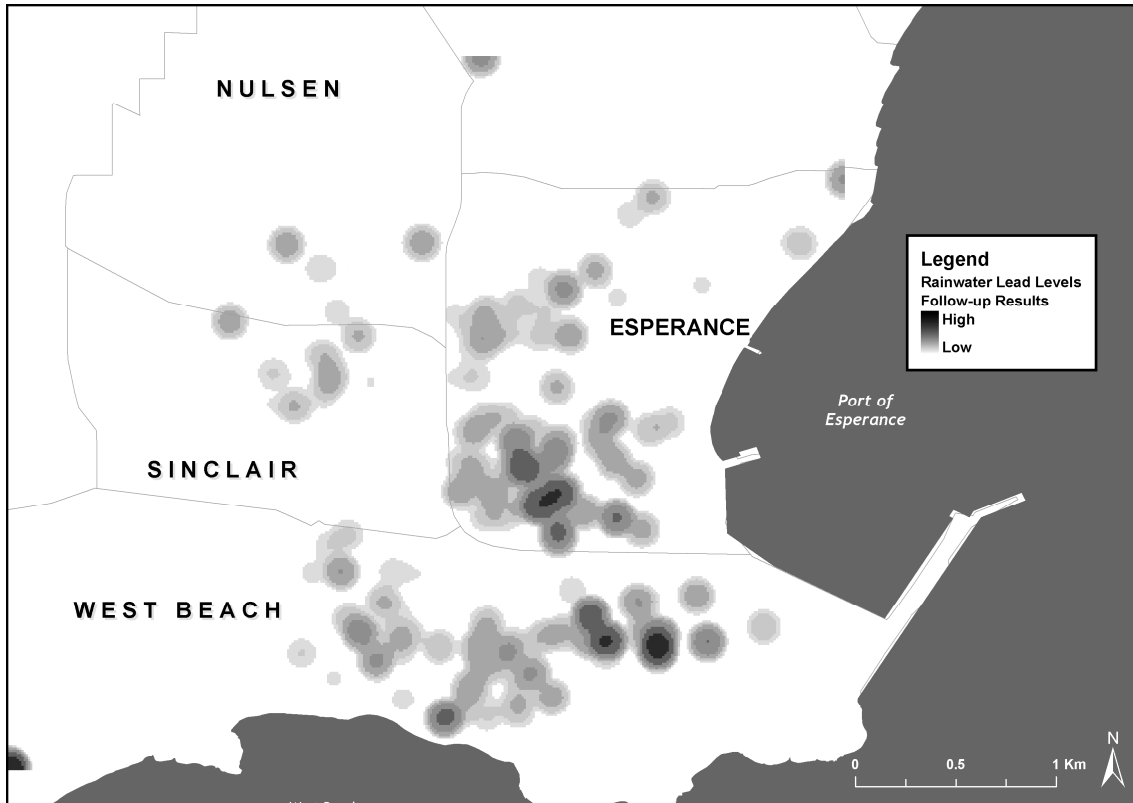 NULSEN
Legend
Rainwater Lead Levels
Follow-up Results
High
Low
ESPERANCE
Port of
Esperance
SINCLAIR
WEST BEACH
N
0 0.5 1 Km